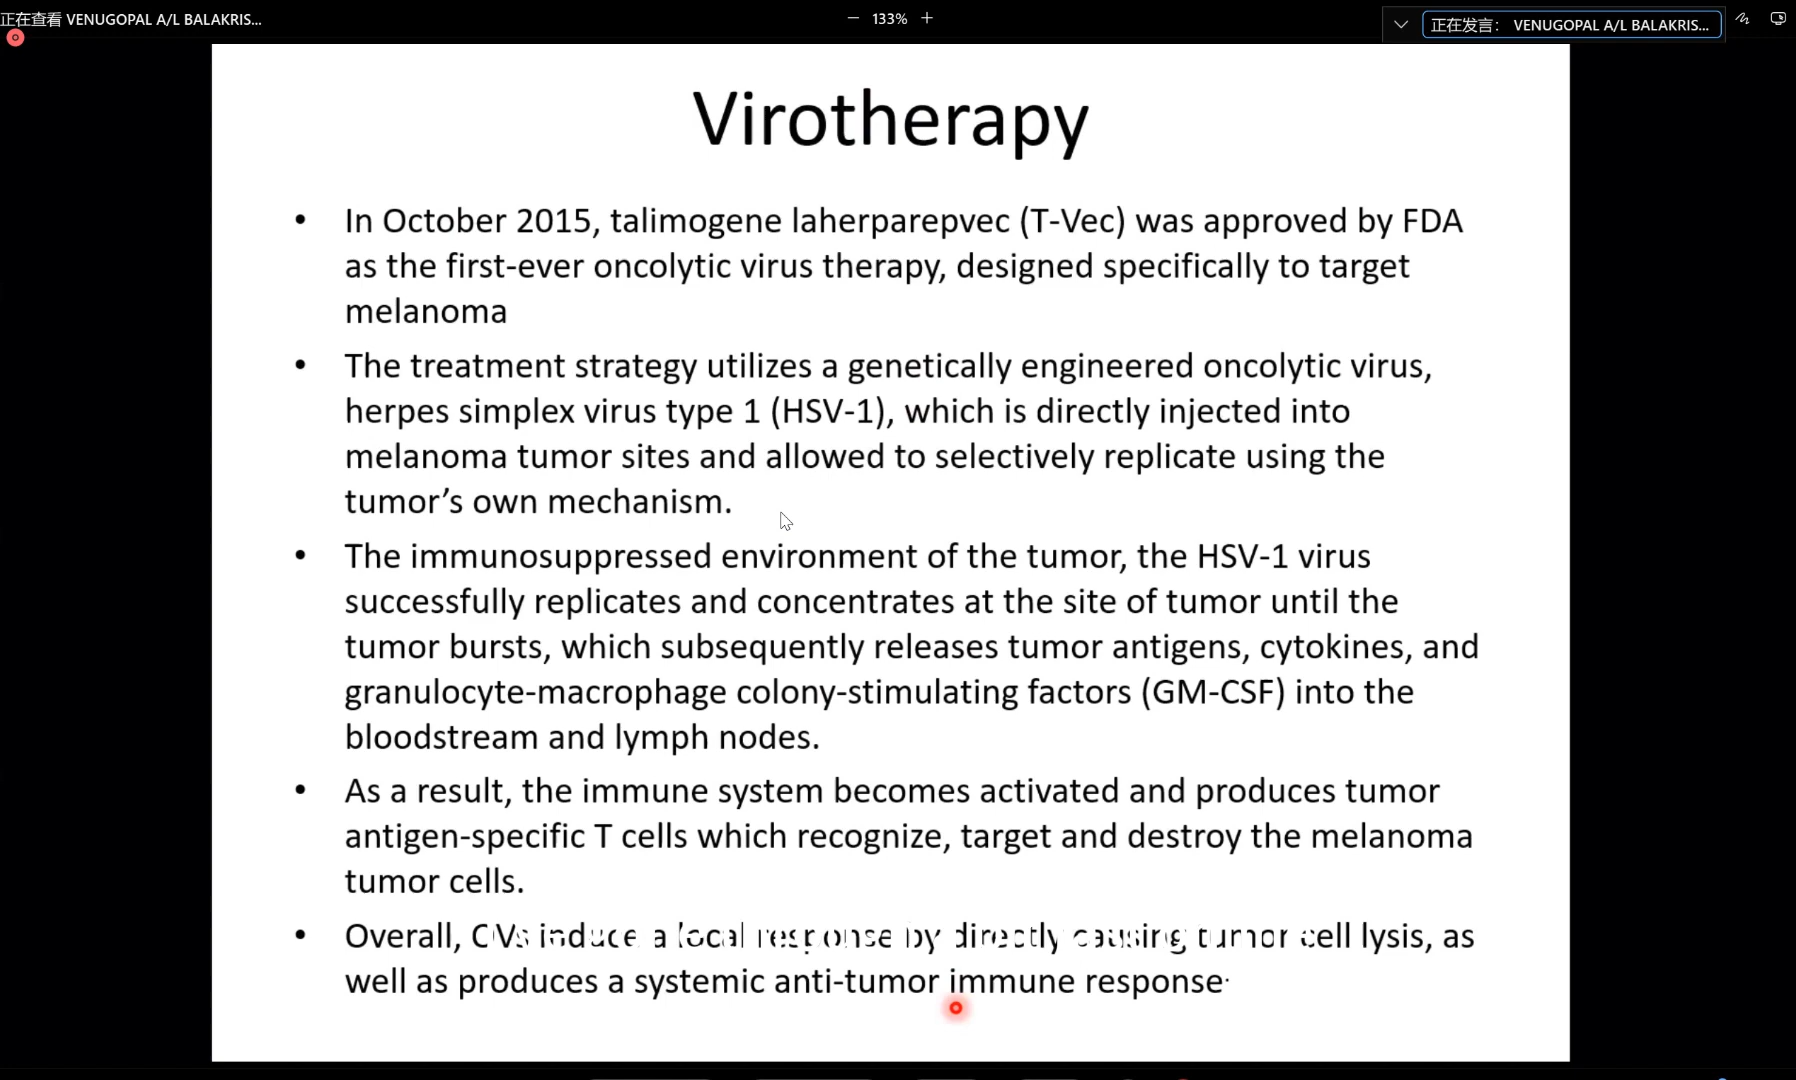 正在查看 VENUGOPAL A/L BALAKRIS...
133%
正在发言： VENUGOPAL A/L BALAKRIS...
Virotherapy
• In October 2015, talimogene laherparepvec (T-Vec) was approved by FDA
as the first-ever oncolytic virus therapy, designed specifically to target
melanoma
• The treatment strategy utilizes a genetically engineered oncolytic virus,
herpes simplex virus type 1 (HSV-1), which is directly injected into
melanoma tumor sites and allowed to selectively replicate using the
tumor’s own mechanism.
• The immunosuppressed environment of the tumor, the HSV-1 virus
successfully replicates and concentrates at the site of tumor until the
tumor bursts, which subsequently releases tumor antigens, cytokines, and
granulocyte-macrophage colony-stimulating factors (GM-CSF) into the
bloodstream and lymph nodes.
• As a result, the immune system becomes activated and produces tumor
antigen-specific T cells which recognize, target and destroy the melanoma
tumor cells.
• Overall, induce a local response by directly causing tumor cell lysis, as
well as produces a systemic anti-tumor immune response.